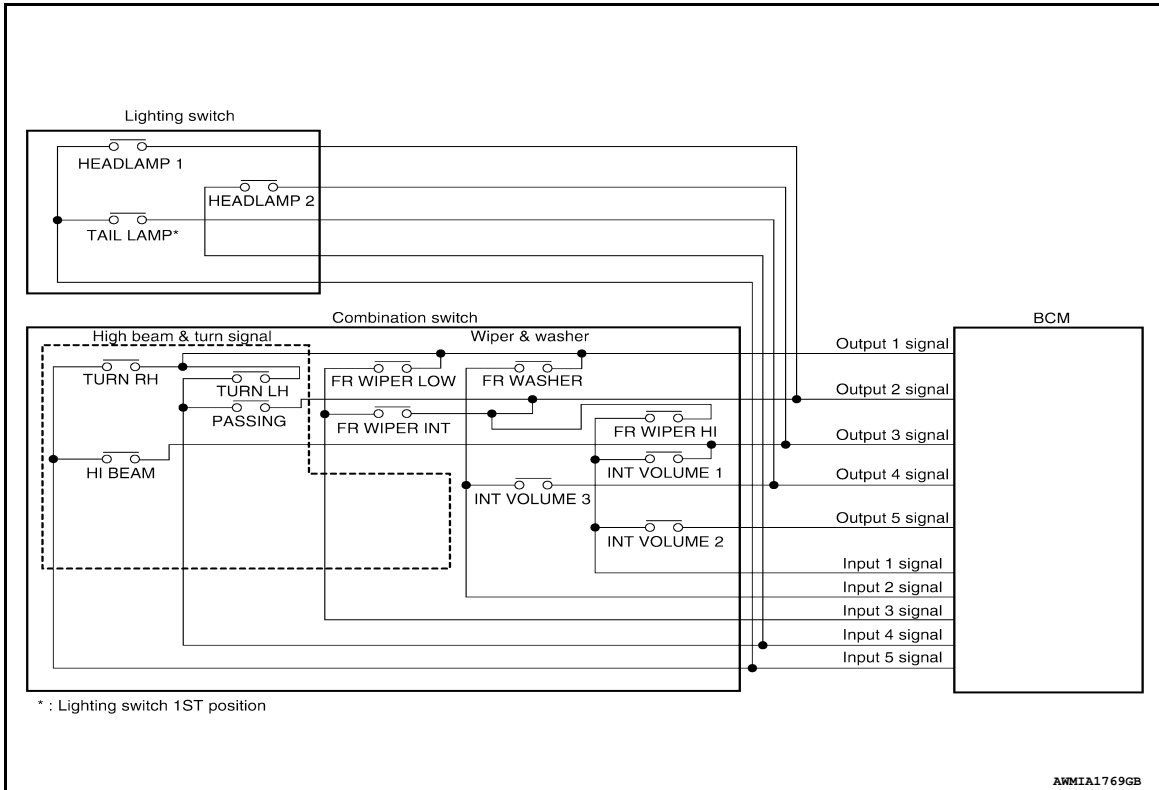 Lighting switch
HEADLAMP 1
HEADLAMP 2
TAIL LAMP*
Combination switch
BCM
High beam & turn signal
Wiper & washer
Output 1 signal
TURN RH
TURN LH
FR WIPER LOW
FR WASHER
Output 2 signal
PASSING
FR WIPER INT
FR WIPER HI
Output 3 signal
HI BEAM
INT VOLUME 1
Output 4 signal
INT VOLUME 3
Output 5 signal
INT VOLUME 2
Input 1 signal
Input 2 signal
Input 3 signal
Input 4 signal
Input 5 signal
* : Lighting switch 1ST position
AWMIA1769GB